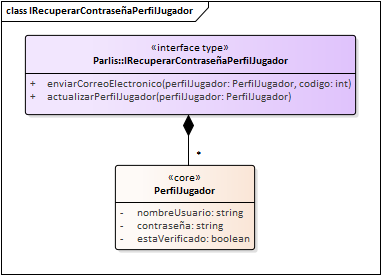 class IRecuperarContraseñaPerfilJugador
«interface type»
Parlis::IRecuperarContraseñaPerfilJugador
+ enviarCorreoElectronico(perfilJugador: PerfilJugador, codigo: int)
+ actualizarPerfilJugador(perfilJugador: PerfilJugador)
*
«core»
PerfilJugador
- nombreUsuario: string
- contraseña: string
- estaVerificado: boolean